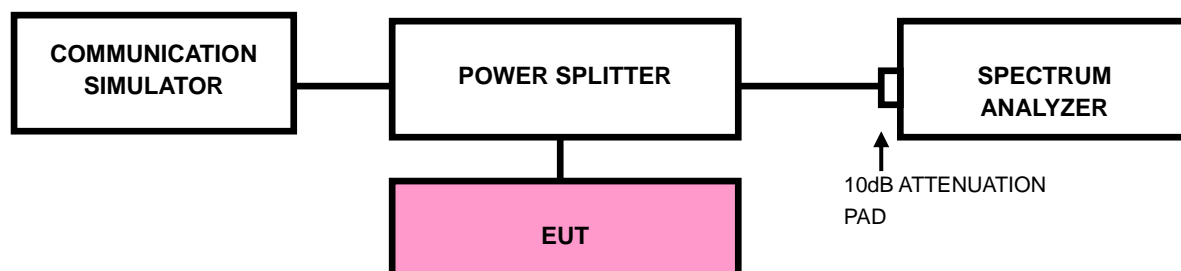 COMMUNICATION
SIMULATOR
POWER SPLITTER
SPECTRUM
ANALYZER
10dB ATTENUATION
PAD
EUT